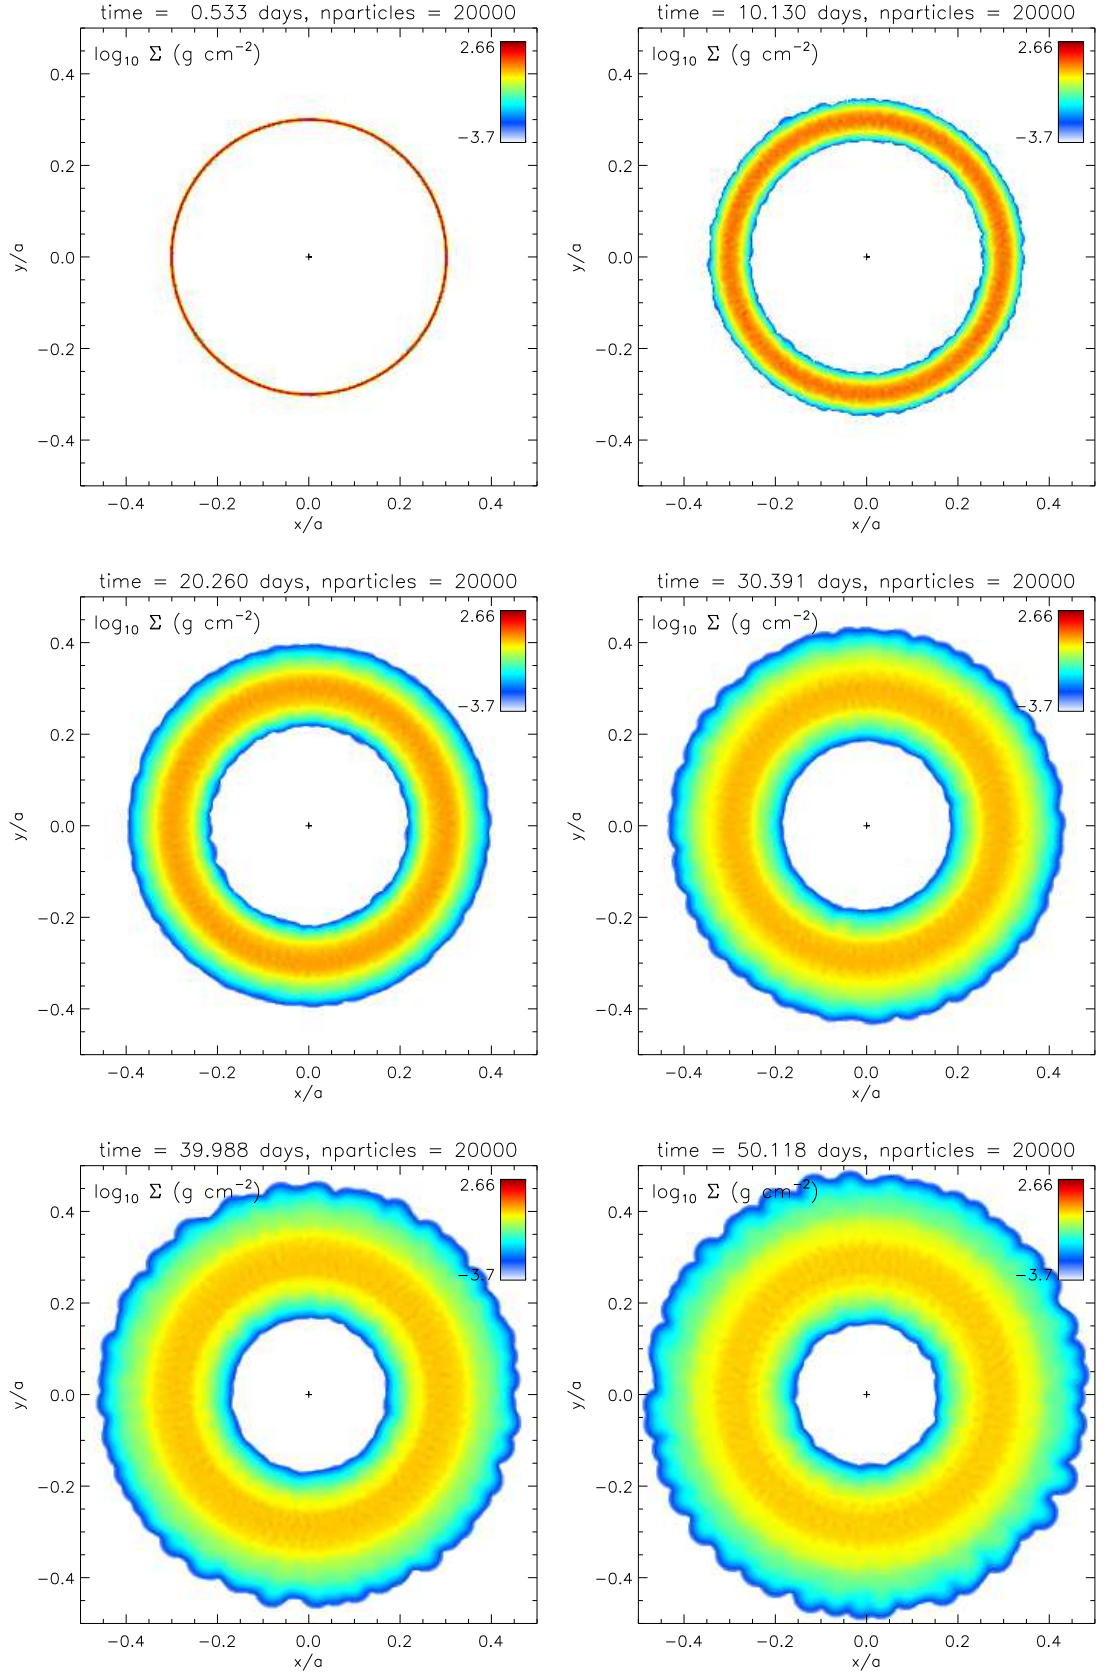 time = 0.533 days, nparticles = 20000
log₁₀ Σ (g cm⁻²)
2.66
−3.7
0.4
0.2
0.0
−0.2
−0.4
y/a
−0.4 −0.2 0.0 0.2 0.4
x/a
time = 10.130 days, nparticles = 20000
log₁₀ Σ (g cm⁻²)
2.66
−3.7
0.4
0.2
0.0
−0.2
−0.4
y/a
−0.4 −0.2 0.0 0.2 0.4
x/a
time = 20.260 days, nparticles = 20000
log₁₀ Σ (g cm⁻²)
2.66
−3.7
0.4
0.2
0.0
−0.2
−0.4
y/a
−0.4 −0.2 0.0 0.2 0.4
x/a
time = 30.391 days, nparticles = 20000
log₁₀ Σ (g cm⁻²)
2.66
−3.7
0.4
0.2
0.0
−0.2
−0.4
y/a
−0.4 −0.2 0.0 0.2 0.4
x/a
time = 39.988 days, nparticles = 20000
log₁₀ Σ (g cm⁻²)
2.66
−3.7
0.4
0.2
0.0
−0.2
−0.4
y/a
−0.4 −0.2 0.0 0.2 0.4
x/a
time = 50.118 days, nparticles = 20000
log₁₀ Σ (g cm⁻²)
2.66
−3.7
0.4
0.2
0.0
−0.2
−0.4
y/a
−0.4 −0.2 0.0 0.2 0.4
x/a